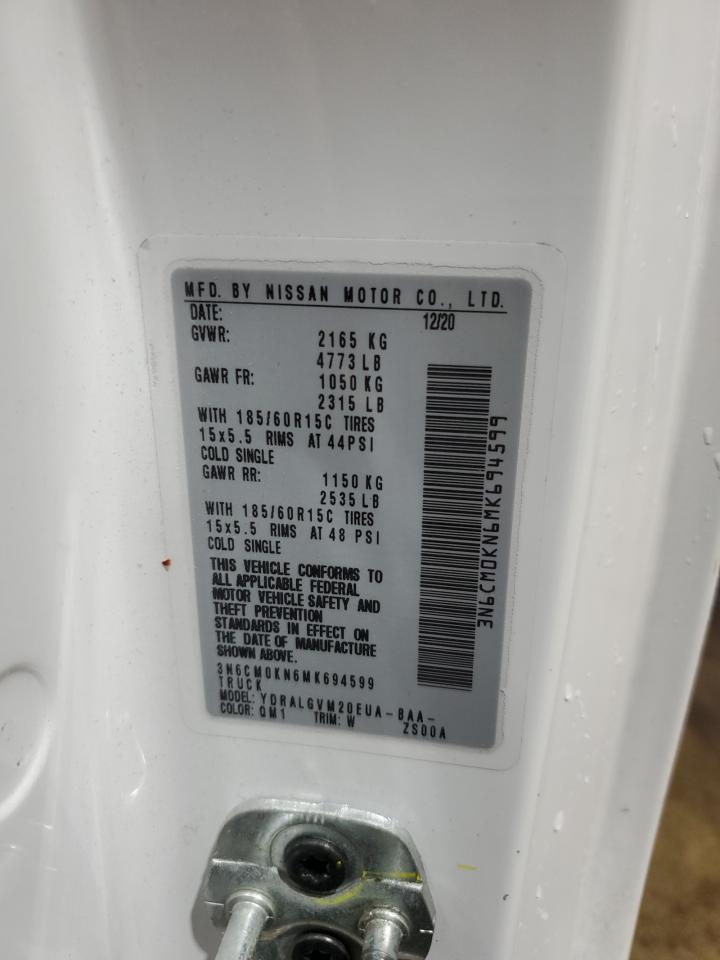 MFD. BY NISSAN MOTOR CO., LTD.
DATE: 12/20
GVWR: 2165 KG
4773 LB
GAWR FR: 1050 KG
2315 LB
WITH 185/60R15C TIRES
15x5.5 RIMS AT 44PSI
COLD SINGLE
GAWR RR: 1150 KG
2535 LB
WITH 185/60R15C TIRES
15x5.5 RIMS AT 48 PSI
COLD SINGLE
THIS VEHICLE CONFORMS TO
ALL APPLICABLE FEDERAL
MOTOR VEHICLE SAFETY AND
THEFT PREVENTION
STANDARDS IN EFFECT ON
THE DATE OF MANUFACTURE
SHOWN ABOVE.
3N6CM0KN6MK694599
TRUCK
MODEL: YDRALGVM20EUA-BAA-
COLOR: QM1 TRIM: W ZS00A
3N6CM0KN6MK694599